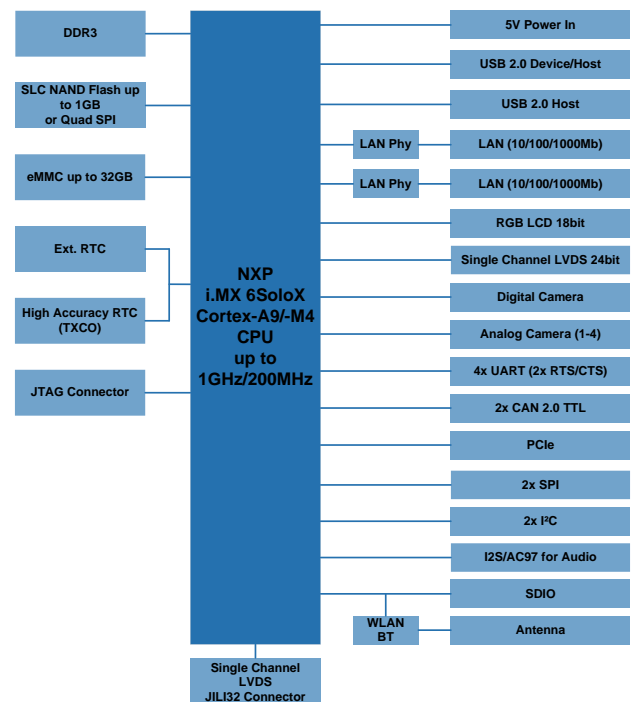 DDR3
SLC NAND Flash up
to 1GB
or Quad SPI
eMMC up to 32GB
Ext. RTC
High Accuracy RTC
(TXCO)
JTAG Connector
NXP
i.MX 6SoloX
Cortex-A9/-M4
CPU
up to
1GHz/200MHz
Single Channel
LVDS
JILI32 Connector
5V Power In
USB 2.0 Device/Host
USB 2.0 Host
LAN Phy
LAN (10/100/1000Mb)
LAN Phy
LAN (10/100/1000Mb)
RGB LCD 18bit
Single Channel LVDS 24bit
Digital Camera
Analog Camera (1-4)
4x UART (2x RTS/CTS)
2x CAN 2.0 TTL
PCIe
2x SPI
2x I²C
I2S/AC97 for Audio
SDIO
WLAN
BT
Antenna